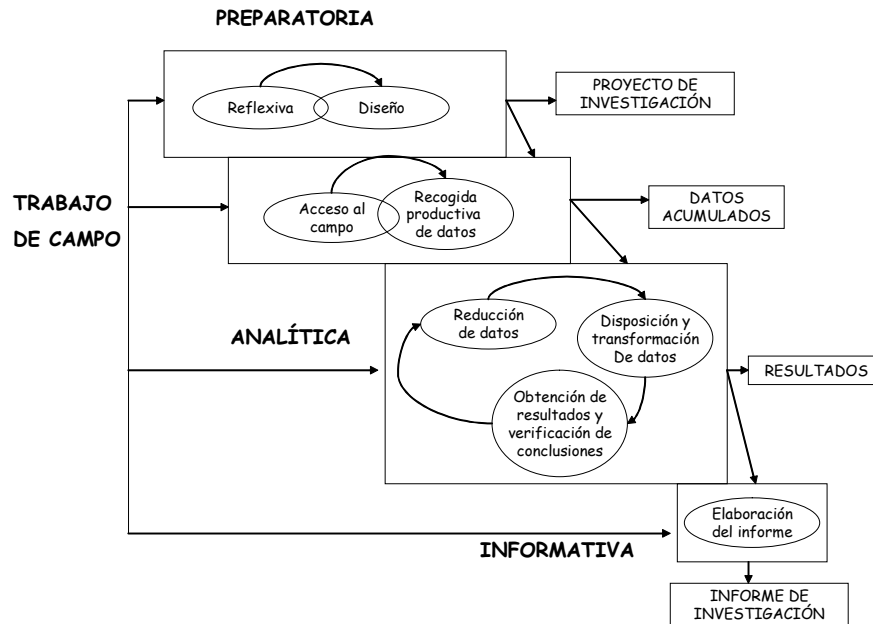 PREPARATORIA
Reflexiva
Diseño
PROYECTO DE
INVESTIGACIÓN
TRABAJO
DE CAMPO
Acceso al
campo
Recogida
productiva
de datos
DATOS
ACUMULADOS
ANALÍTICA
Reducción
de datos
Disposición y
transformación
De datos
Obtención de
resultados y
verificación de
conclusiones
RESULTADOS
INFORMATIVA
Elaboración
del informe
INFORME DE
INVESTIGACIÓN